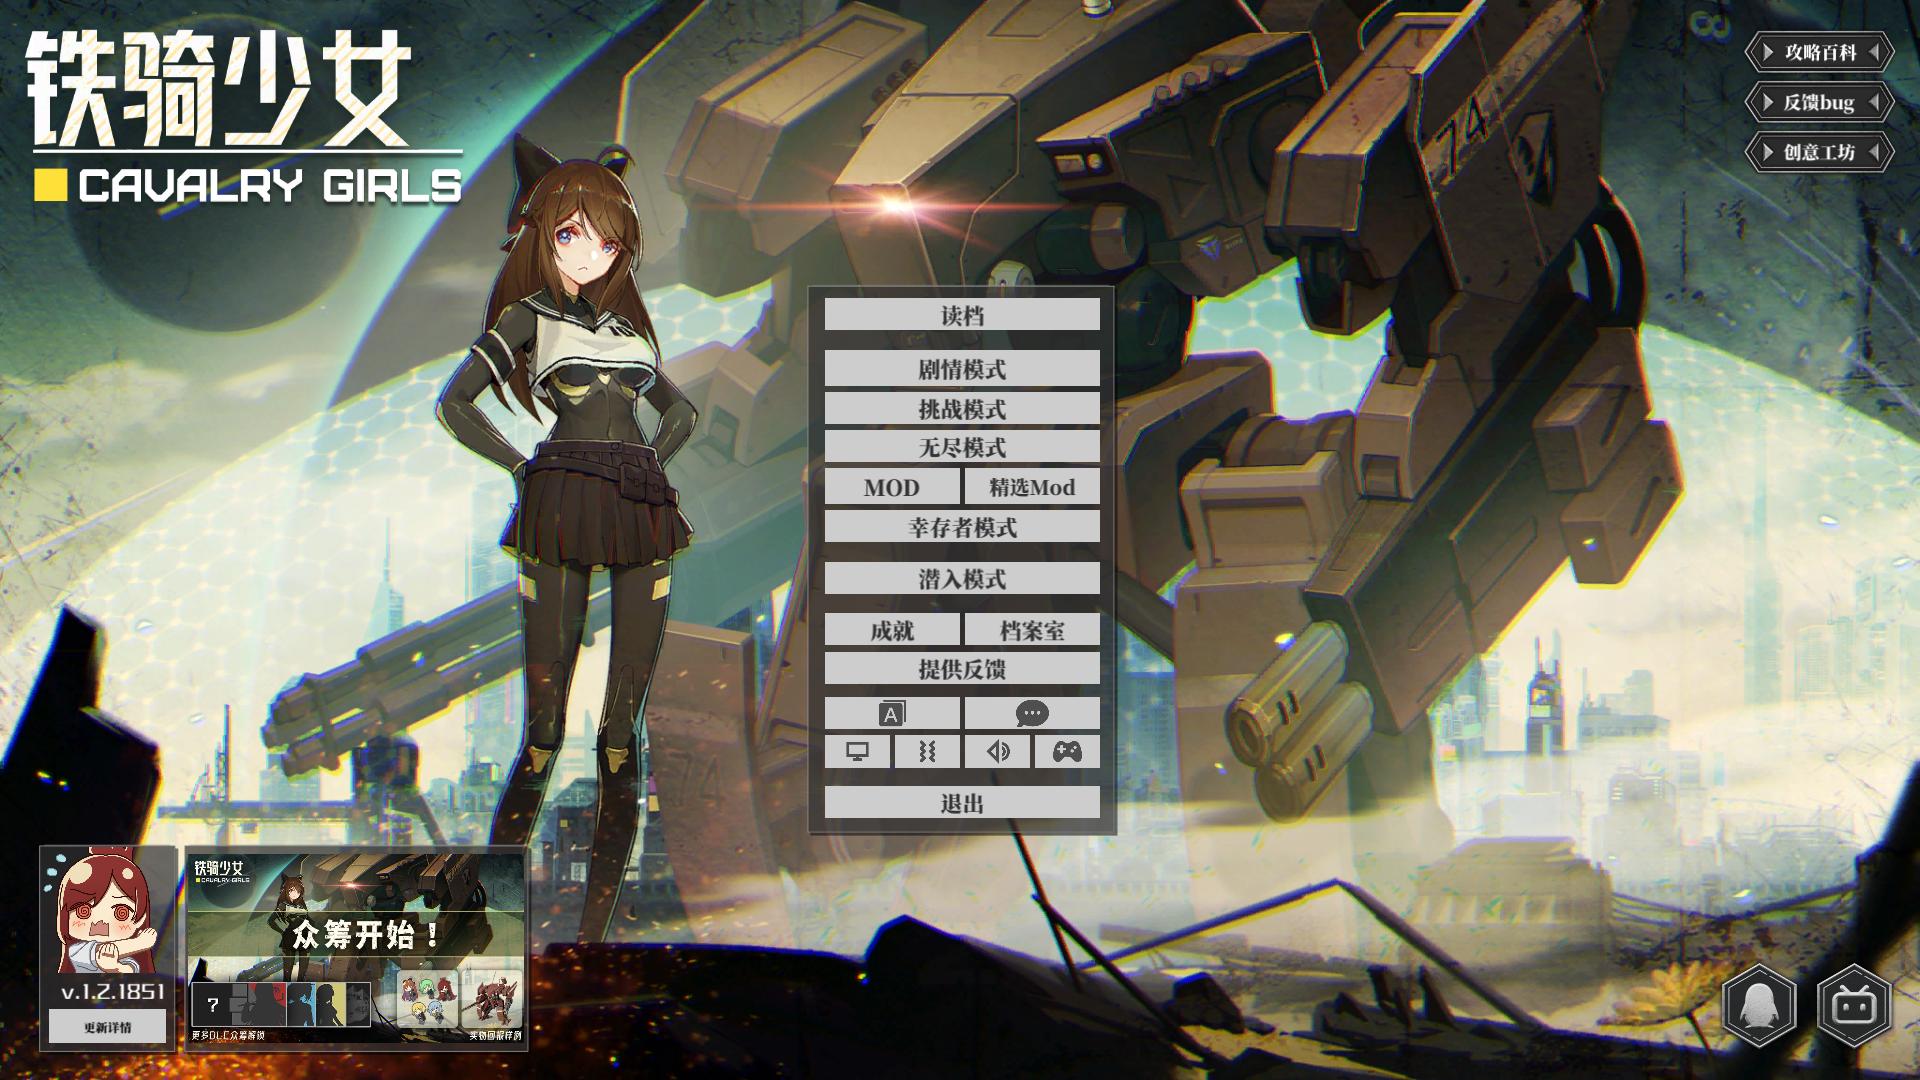 铁骑少女
CAVALRY GIRLS
攻略百科
反馈bug
创意工坊
读档
剧情模式
挑战模式
无尽模式
MOD
精选Mod
幸存者模式
潜入模式
成就
档案室
提供反馈
A
退出
74
74
v.1.2.1851
更新详情
铁骑少女
CAVALRY GIRLS
众筹开始！
?
更多DLC众筹解锁
实物回报样例